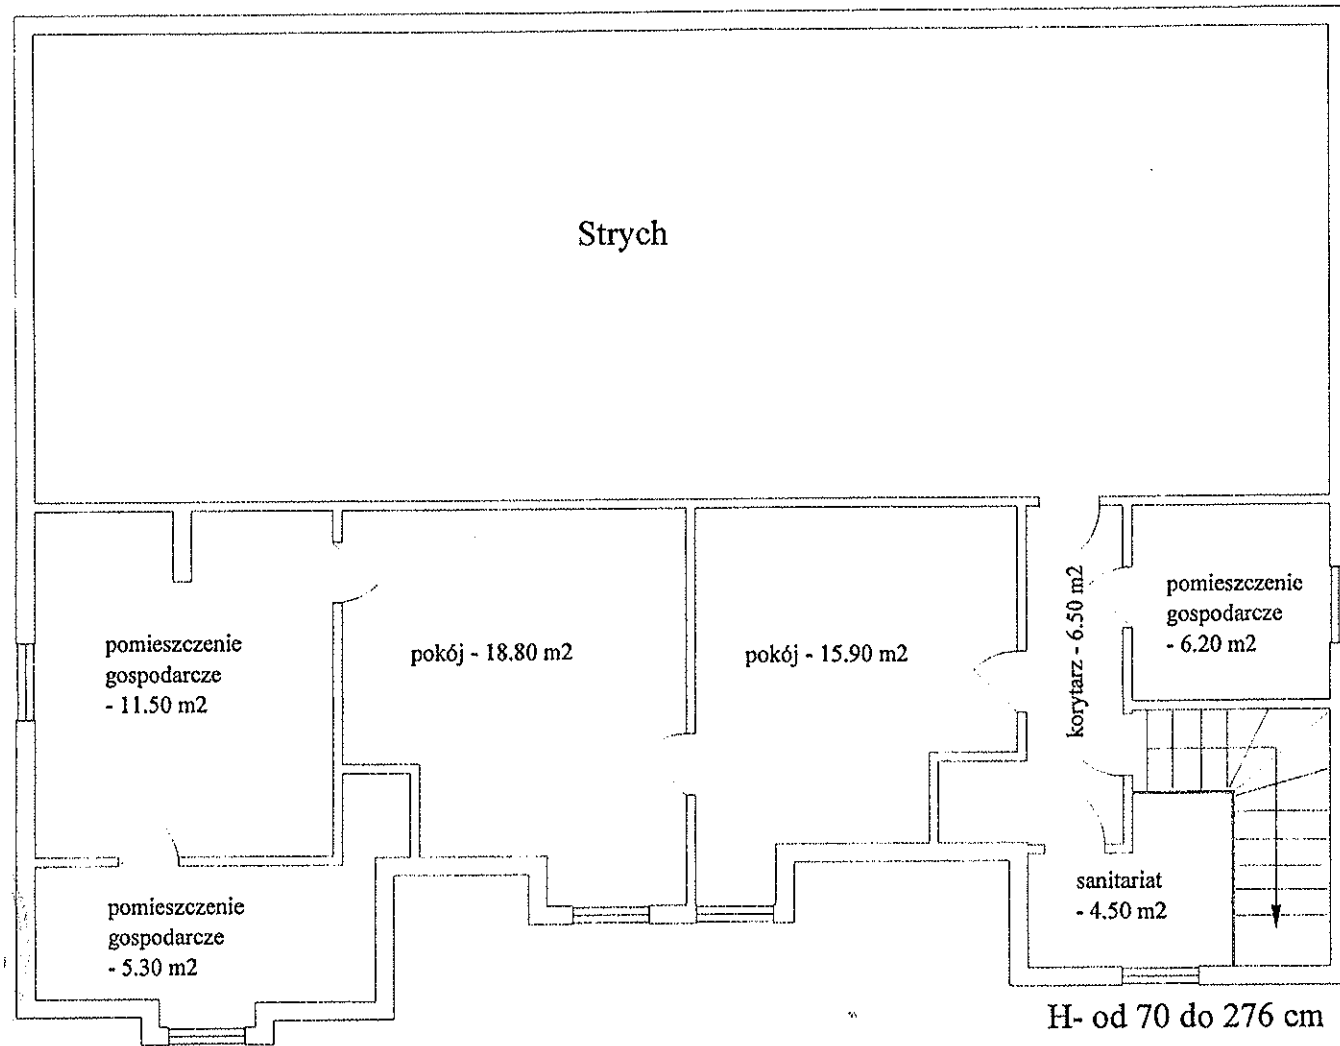 Strych
pomieszczenie
gospodarcze
- 11.50 m2
pokój - 18.80 m2
pokój - 15.90 m2
korytarz - 6.50 m2
pomieszczenie
gospodarcze
- 6.20 m2
pomieszczenie
gospodarcze
- 5.30 m2
sanitariat
- 4.50 m2
H- od 70 do 276 cm